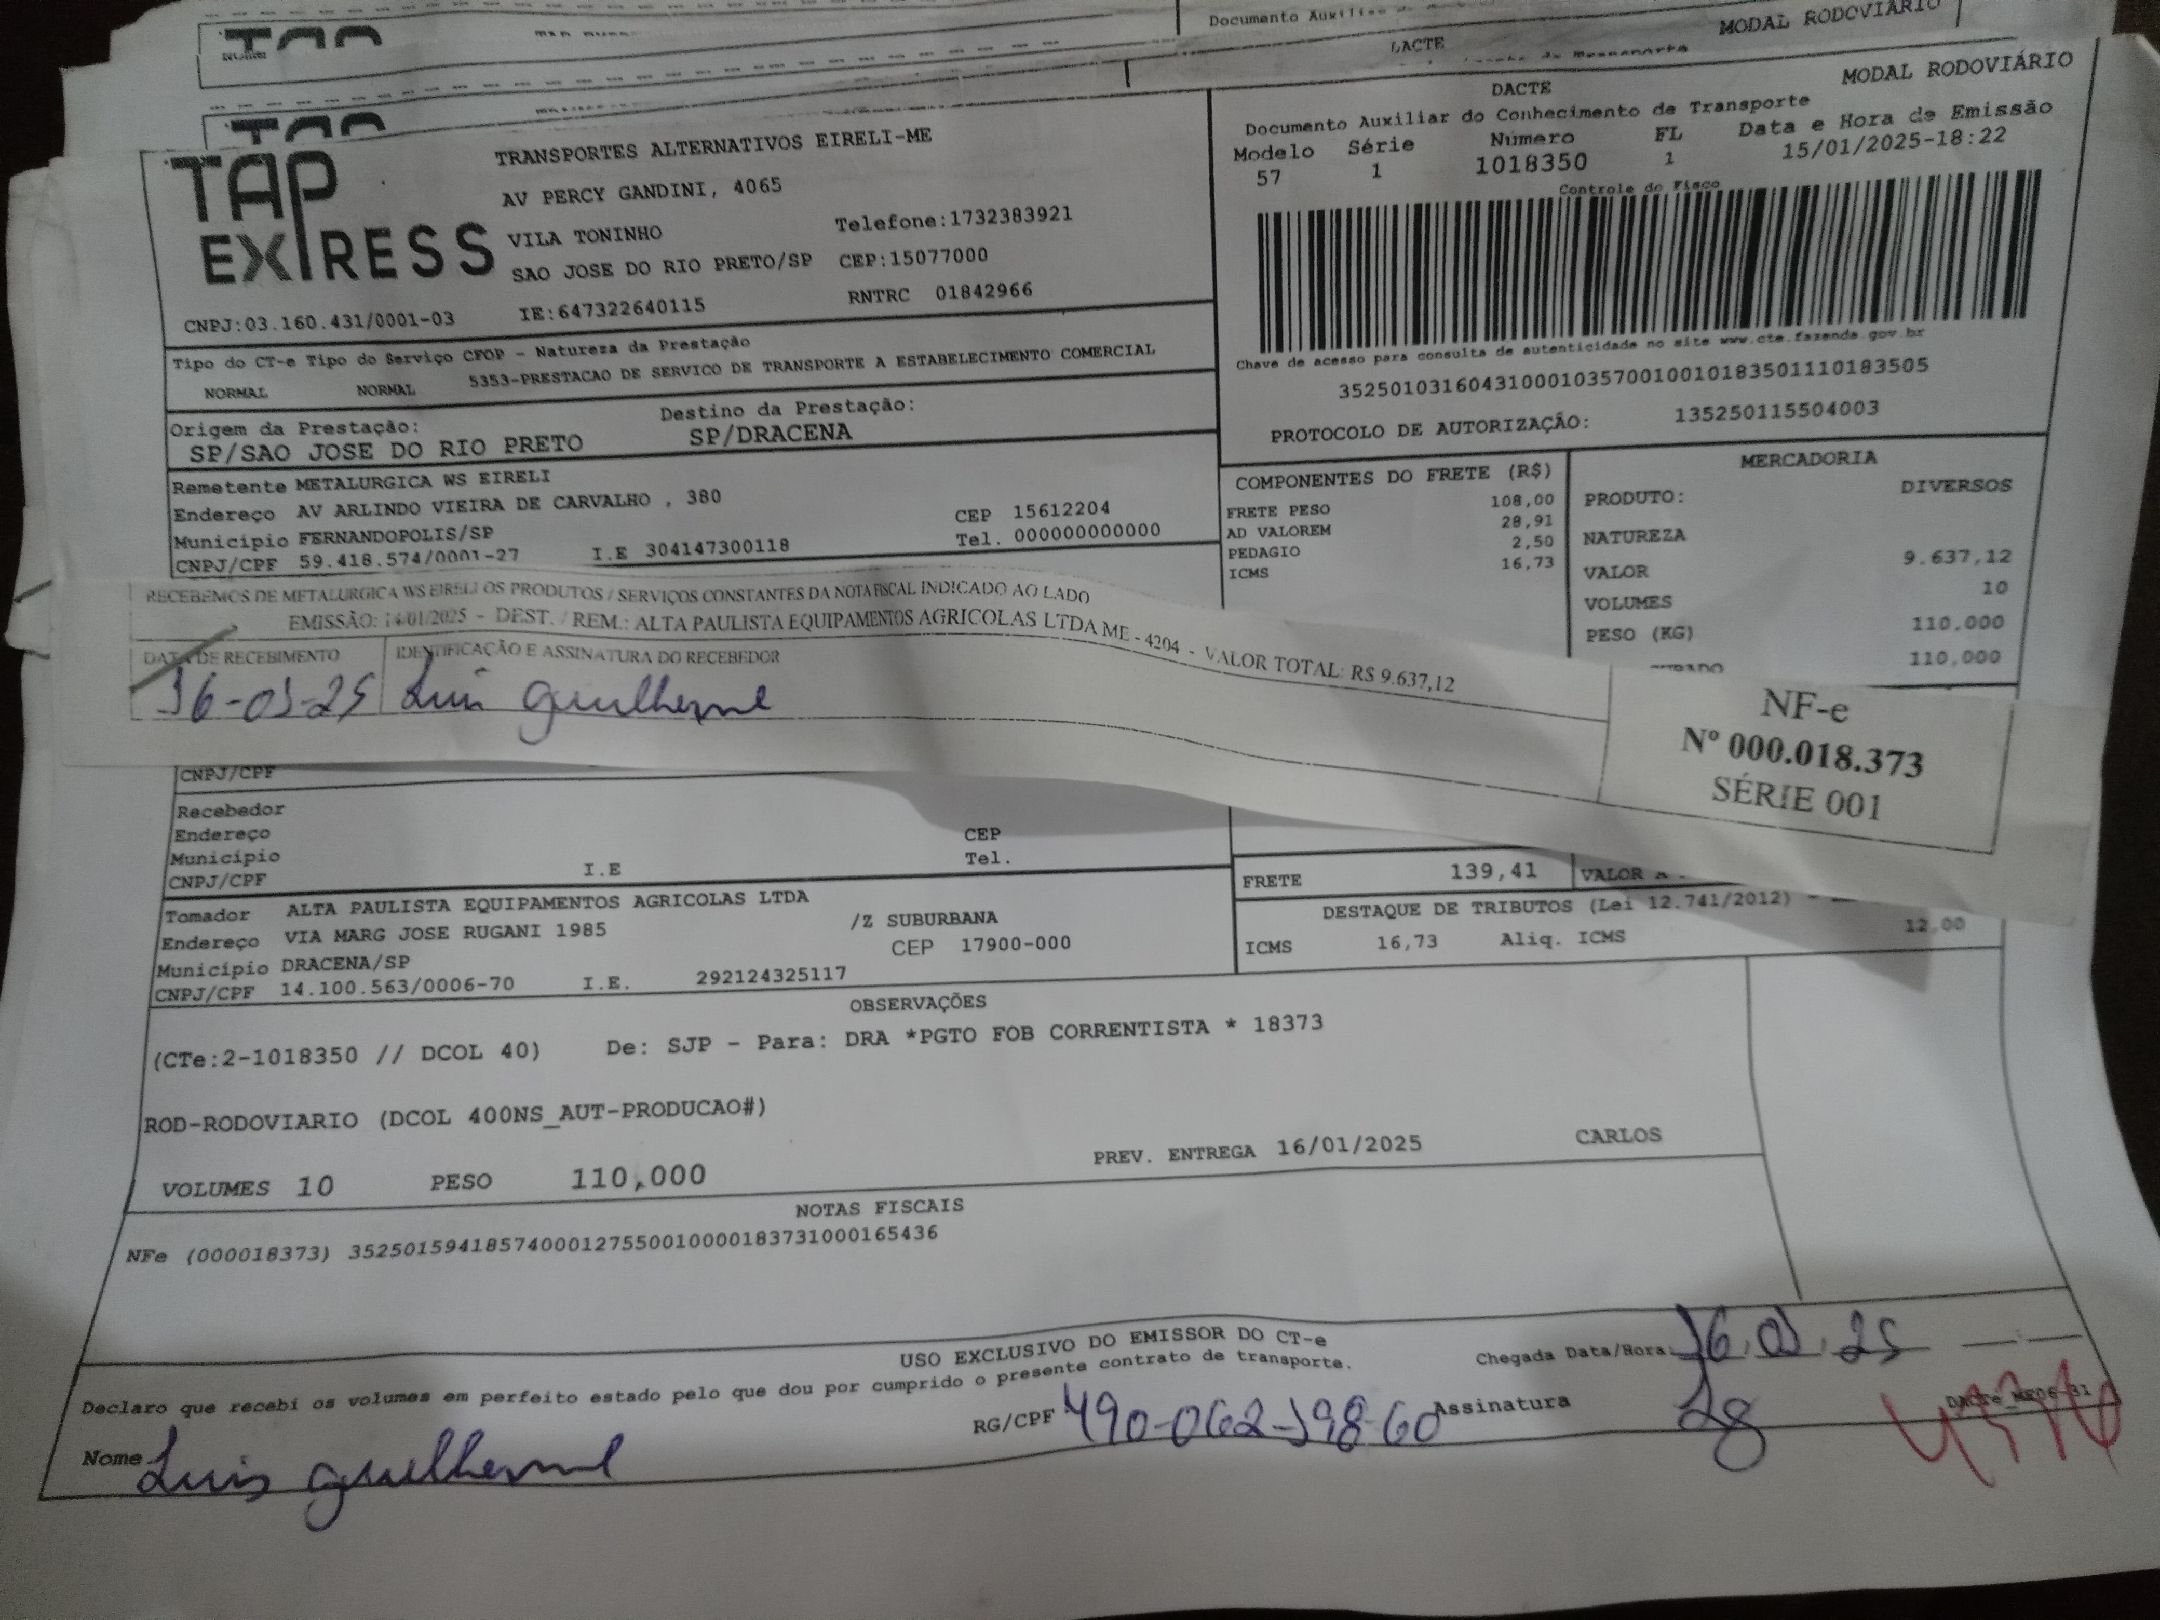 Documento Auxiliar
MODAL RODOVIÁRIO
DACTE
TAP EXPRESS
TRANSPORTES ALTERNATIVOS EIRELI-ME
AV PERCY GANDINI, 4065
VILA TONINHO Telefone:1732383921
SAO JOSE DO RIO PRETO/SP CEP:15077000
CNPJ:03.160.431/0001-03 IE:647322640115 RNTRC 01842966
DACTE MODAL RODOVIÁRIO
Documento Auxiliar do Conhecimento de Transporte
Modelo Série Número FL Data e Hora de Emissão
57 1 1018350 1 15/01/2025-18:22
Controle do Fisco
Chave de acesso para consulta de autenticidade no site www.cte.fazenda.gov.br
35250103160431000103570010010183501110183505
PROTOCOLO DE AUTORIZAÇÃO: 135250115504003
Tipo do CT-e Tipo do Serviço CFOP - Natureza da Prestação
NORMAL NORMAL 5353-PRESTACAO DE SERVICO DE TRANSPORTE A ESTABELECIMENTO COMERCIAL
Origem da Prestação: Destino da Prestação:
SP/SAO JOSE DO RIO PRETO SP/DRACENA
Remetente METALURGICA WS EIRELI
Endereço AV ARLINDO VIEIRA DE CARVALHO , 380 CEP 15612204
Município FERNANDOPOLIS/SP Tel. 000000000000
CNPJ/CPF 59.418.574/0001-27 I.E 304147300118
COMPONENTES DO FRETE (R$)
FRETE PESO 108,00
AD VALOREM 28,91
PEDAGIO 2,50
ICMS 16,73
MERCADORIA
PRODUTO: DIVERSOS
NATUREZA
VALOR 9.637,12
VOLUMES 10
PESO (KG) 110.000
110.000
RECEBEMOS DE METALURGICA WS EIRELI OS PRODUTOS / SERVIÇOS CONSTANTES DA NOTA FISCAL INDICADO AO LADO
EMISSÃO: 14/01/2025 - DEST. / REM.: ALTA PAULISTA EQUIPAMENTOS AGRICOLAS LTDA ME - 4204 - VALOR TOTAL: R$ 9.637,12
DATA DE RECEBIMENTO IDENTIFICAÇÃO E ASSINATURA DO RECEBEDOR
16-01-25 Luis guilherme
NF-e
Nº 000.018.373
SÉRIE 001
CNPJ/CPF
Recebedor
Endereço CEP
Município Tel.
CNPJ/CPF I.E
FRETE 139,41 VALOR A
Tomador ALTA PAULISTA EQUIPAMENTOS AGRICOLAS LTDA
Endereço VIA MARG JOSE RUGANI 1985 /Z SUBURBANA
Município DRACENA/SP CEP 17900-000
CNPJ/CPF 14.100.563/0006-70 I.E. 292124325117
DESTAQUE DE TRIBUTOS (Lei 12.741/2012) -
ICMS 16,73 Aliq. ICMS 12,00
OBSERVAÇÕES
(CTe:2-1018350 // DCOL 40) De: SJP - Para: DRA *PGTO FOB CORRENTISTA * 18373
ROD-RODOVIARIO (DCOL 400NS_AUT-PRODUCAO#)
VOLUMES 10 PESO 110,000 PREV. ENTREGA 16/01/2025 CARLOS
NOTAS FISCAIS
NFe (000018373) 35250159418574000127550010000183731000165436
USO EXCLUSIVO DO EMISSOR DO CT-e
Declaro que recebi os volumes em perfeito estado pelo que dou por cumprido o presente contrato de transporte.
Chegada Data/Hora: 16.01.25
Nome Luis guilherme RG/CPF 490-062-198-60 Assinatura Lg